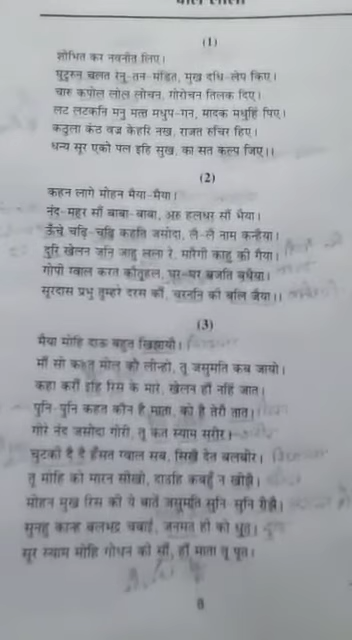 बाल लीला
(1)
शोभित कर नवनीत लिए।
घुटुरुन चलत रेनु-तन-मंडित, मुख दधि-लेप किए।
चारु कपोल लोल लोचन, गोरोचन तिलक दिए।
लट लटकनि मनु मत्त मधुप-गन, मादक मधुहिं पिए।
कठुला कंठ वज्र केहरि नख, राजत रुचिर हिए।
धन्य सूर एको पल इहि सुख, का सत कल्प जिए।।
(2)
कहन लागे मोहन मैया-मैया।
नंद-महर सौं बाबा-बाबा, अरु हलधर सौं भैया।
ऊँचे चढ़ि-चढ़ि कहति जसोदा, लै-लै नाम कन्हैया।
दुरि खेलन जनि जाहु लला रे, मारैगी काहु की गैया।
गोपी ग्वाल करत कौतुहल, घर-घर बजति बधैया।
सूरदास प्रभु तुम्हरे दरस कौं, चरननि की बलि जैया।।
(3)
मैया मोहि दाऊ बहुत खिझायौ।
मौं सो कहतु मोल कौ लीन्हो, तू जसुमति कब जायो।
कहा करौं इहि रिस के मारे, खेलन हौं नहिं जात।
पुनि-पुनि कहत कौन है माता, को है तेरौ तात।
गोरे नंद जसोदा गोरी, तू कत स्याम सरीर।
चुटकी दै दै हँसत ग्वाल सब, सिखै देत बलबीर।
तू मोहि को मारन सीखी, दाउहि कबहुँ न खीझै।
मोहन मुख रिस की ये बातें जसुमति सुनि सुनि रीझै।
सुनहु कान्ह बलभद्र चबाई, जनमत ही को धूत।
सूर स्याम मोहि गोधन की सौं, हौं माता तू पूत।